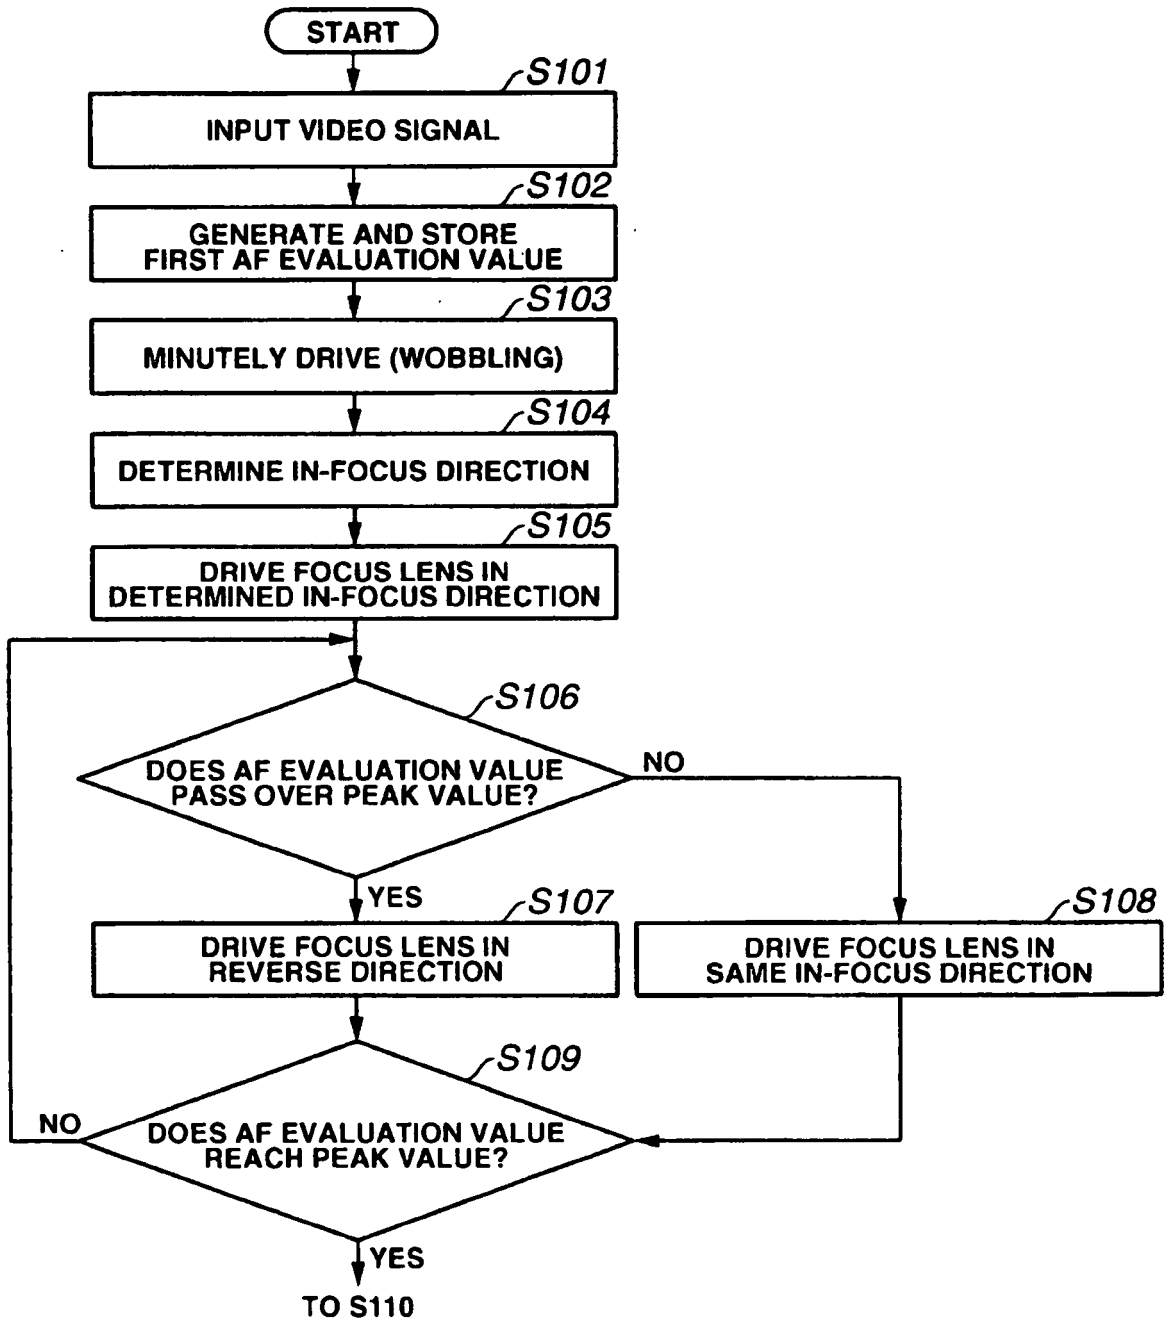 START
S101
INPUT VIDEO SIGNAL
S102
GENERATE AND STORE
FIRST AF EVALUATION VALUE
S103
MINUTELY DRIVE (WOBBLING)
S104
DETERMINE IN-FOCUS DIRECTION
S105
DRIVE FOCUS LENS IN
DETERMINED IN-FOCUS DIRECTION
S106
DOES AF EVALUATION VALUE
PASS OVER PEAK VALUE?
NO
YES
S107
DRIVE FOCUS LENS IN
REVERSE DIRECTION
S108
DRIVE FOCUS LENS IN
SAME IN-FOCUS DIRECTION
S109
DOES AF EVALUATION VALUE
REACH PEAK VALUE?
NO
YES
TO S110